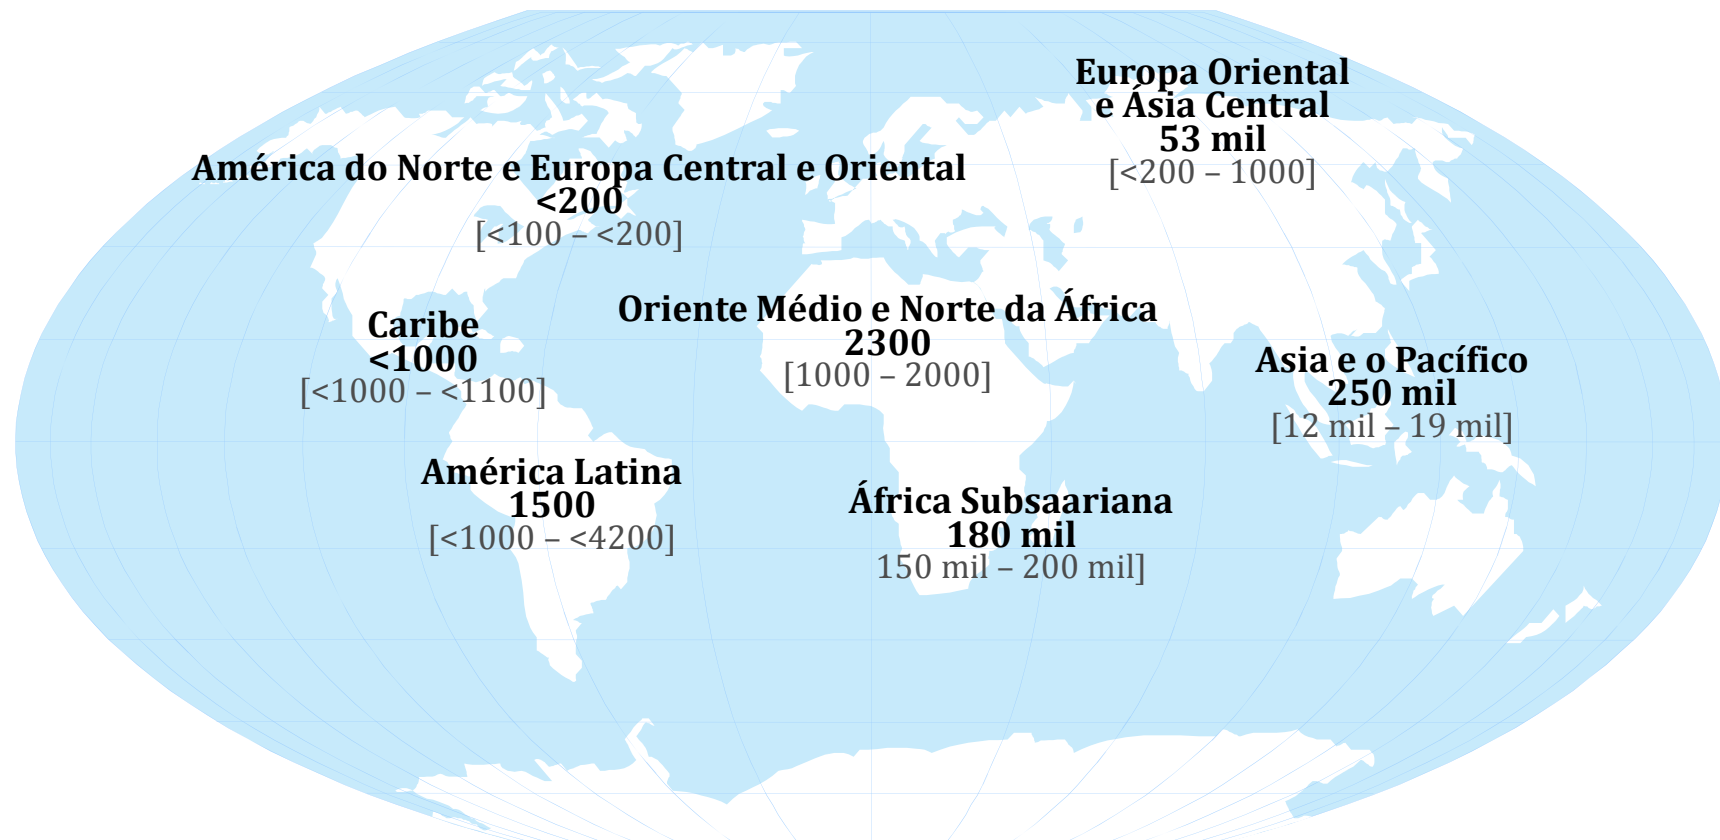 Europa Oriental
e Ásia Central
53 mil
[<200 – 1000]
América do Norte e Europa Central e Oriental
<200
[<100 – <200]
Oriente Médio e Norte da África
2300
[1000 – 2000]
Caribe
<1000
[<1000 – <1100]
Asia e o Pacífico
250 mil
[12 mil – 19 mil]
América Latina
1500
[<1000 – <4200]
África Subsaariana
180 mil
150 mil – 200 mil]